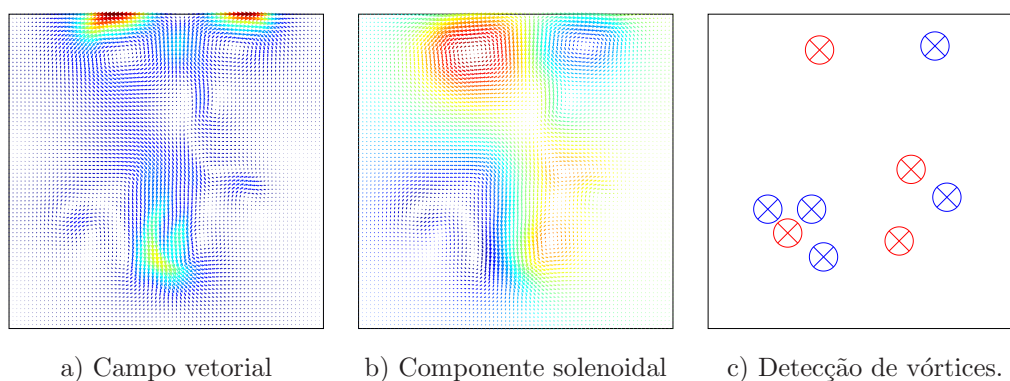 a) Campo vetorial
b) Componente solenoidal
c) Detecção de vórtices.